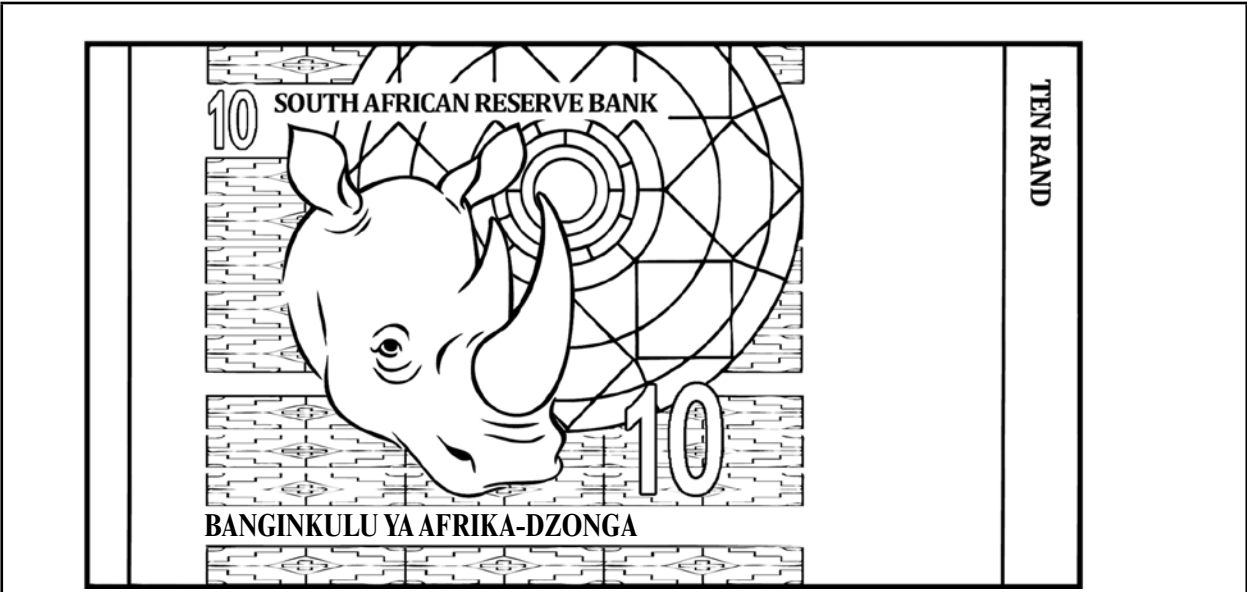 10 SOUTH AFRICAN RESERVE BANK
TEN RAND
10
BANGINKULU YA AFRIKA-DZONGA